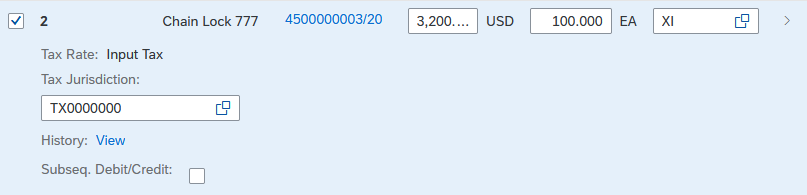 2 Chain Lock 777 4500000003/20 3,200.... USD 100.000 EA XI
Tax Rate: Input Tax
Tax Jurisdiction:
TX0000000
History: View
Subseq. Debit/Credit: